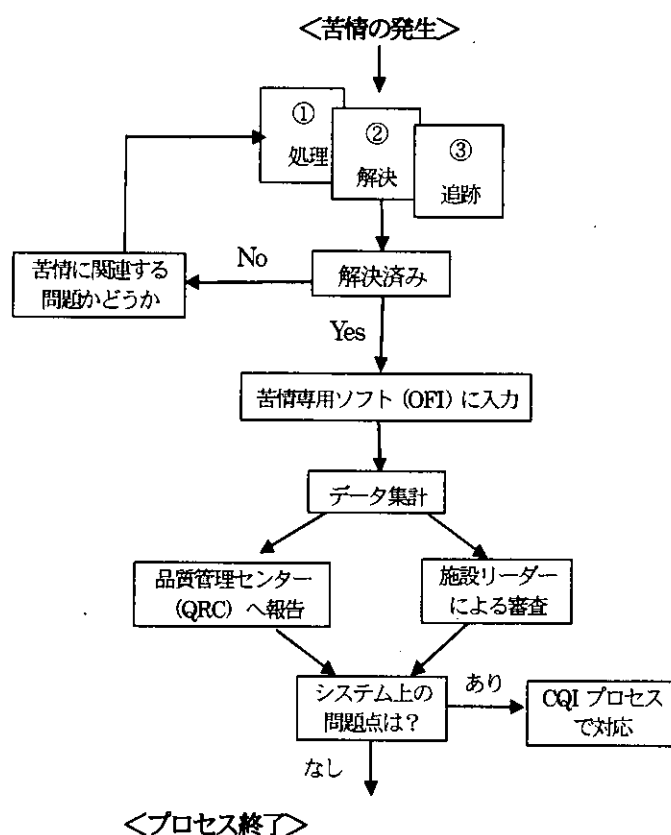 ＜苦情の発生＞
①
処理
②
解決
③
追跡
苦情に関連する
問題かどうか
No
解決済み
Yes
苦情専用ソフト（OFI）に入力
データ集計
品質管理センター
（QRC）へ報告
施設リーダー
による審査
システム上の
問題点は？
あり
CQI プロセス
で対応
なし
＜プロセス終了＞